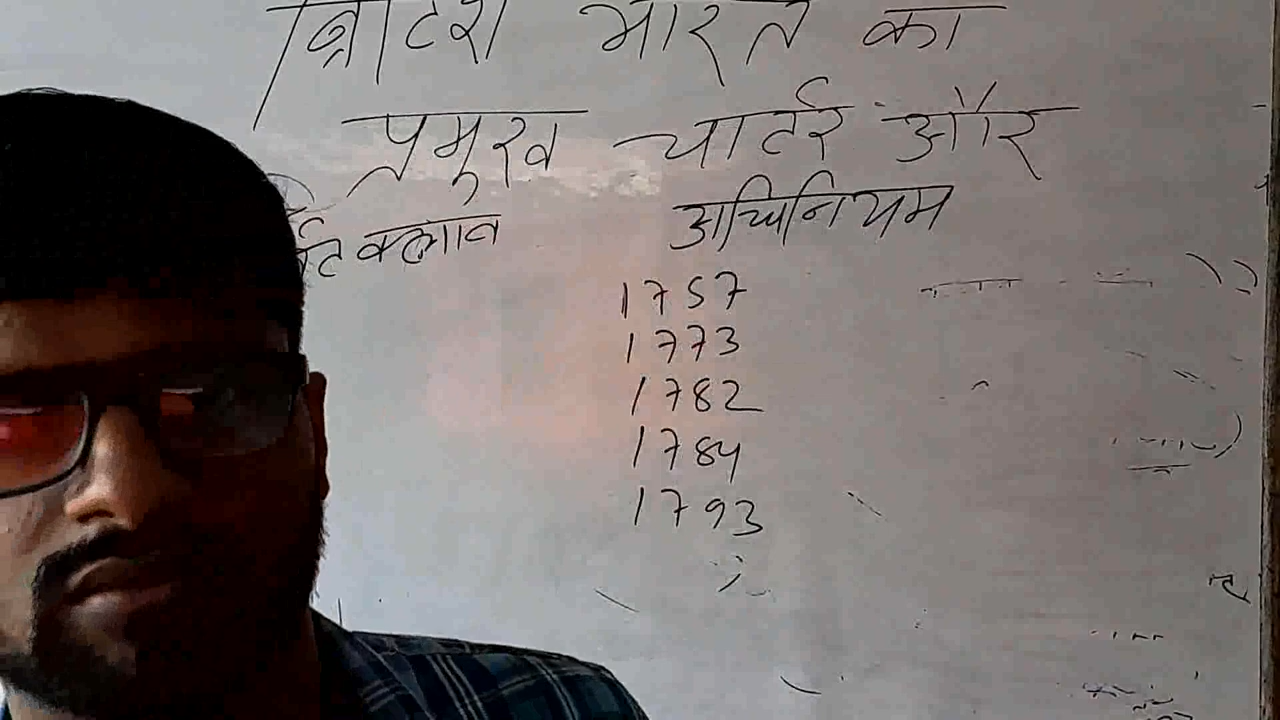 ब्रिटिश भारत का
प्रमुख चार्टर और
क्लाव अधिनियम
1757
1773
1782
1784
1793